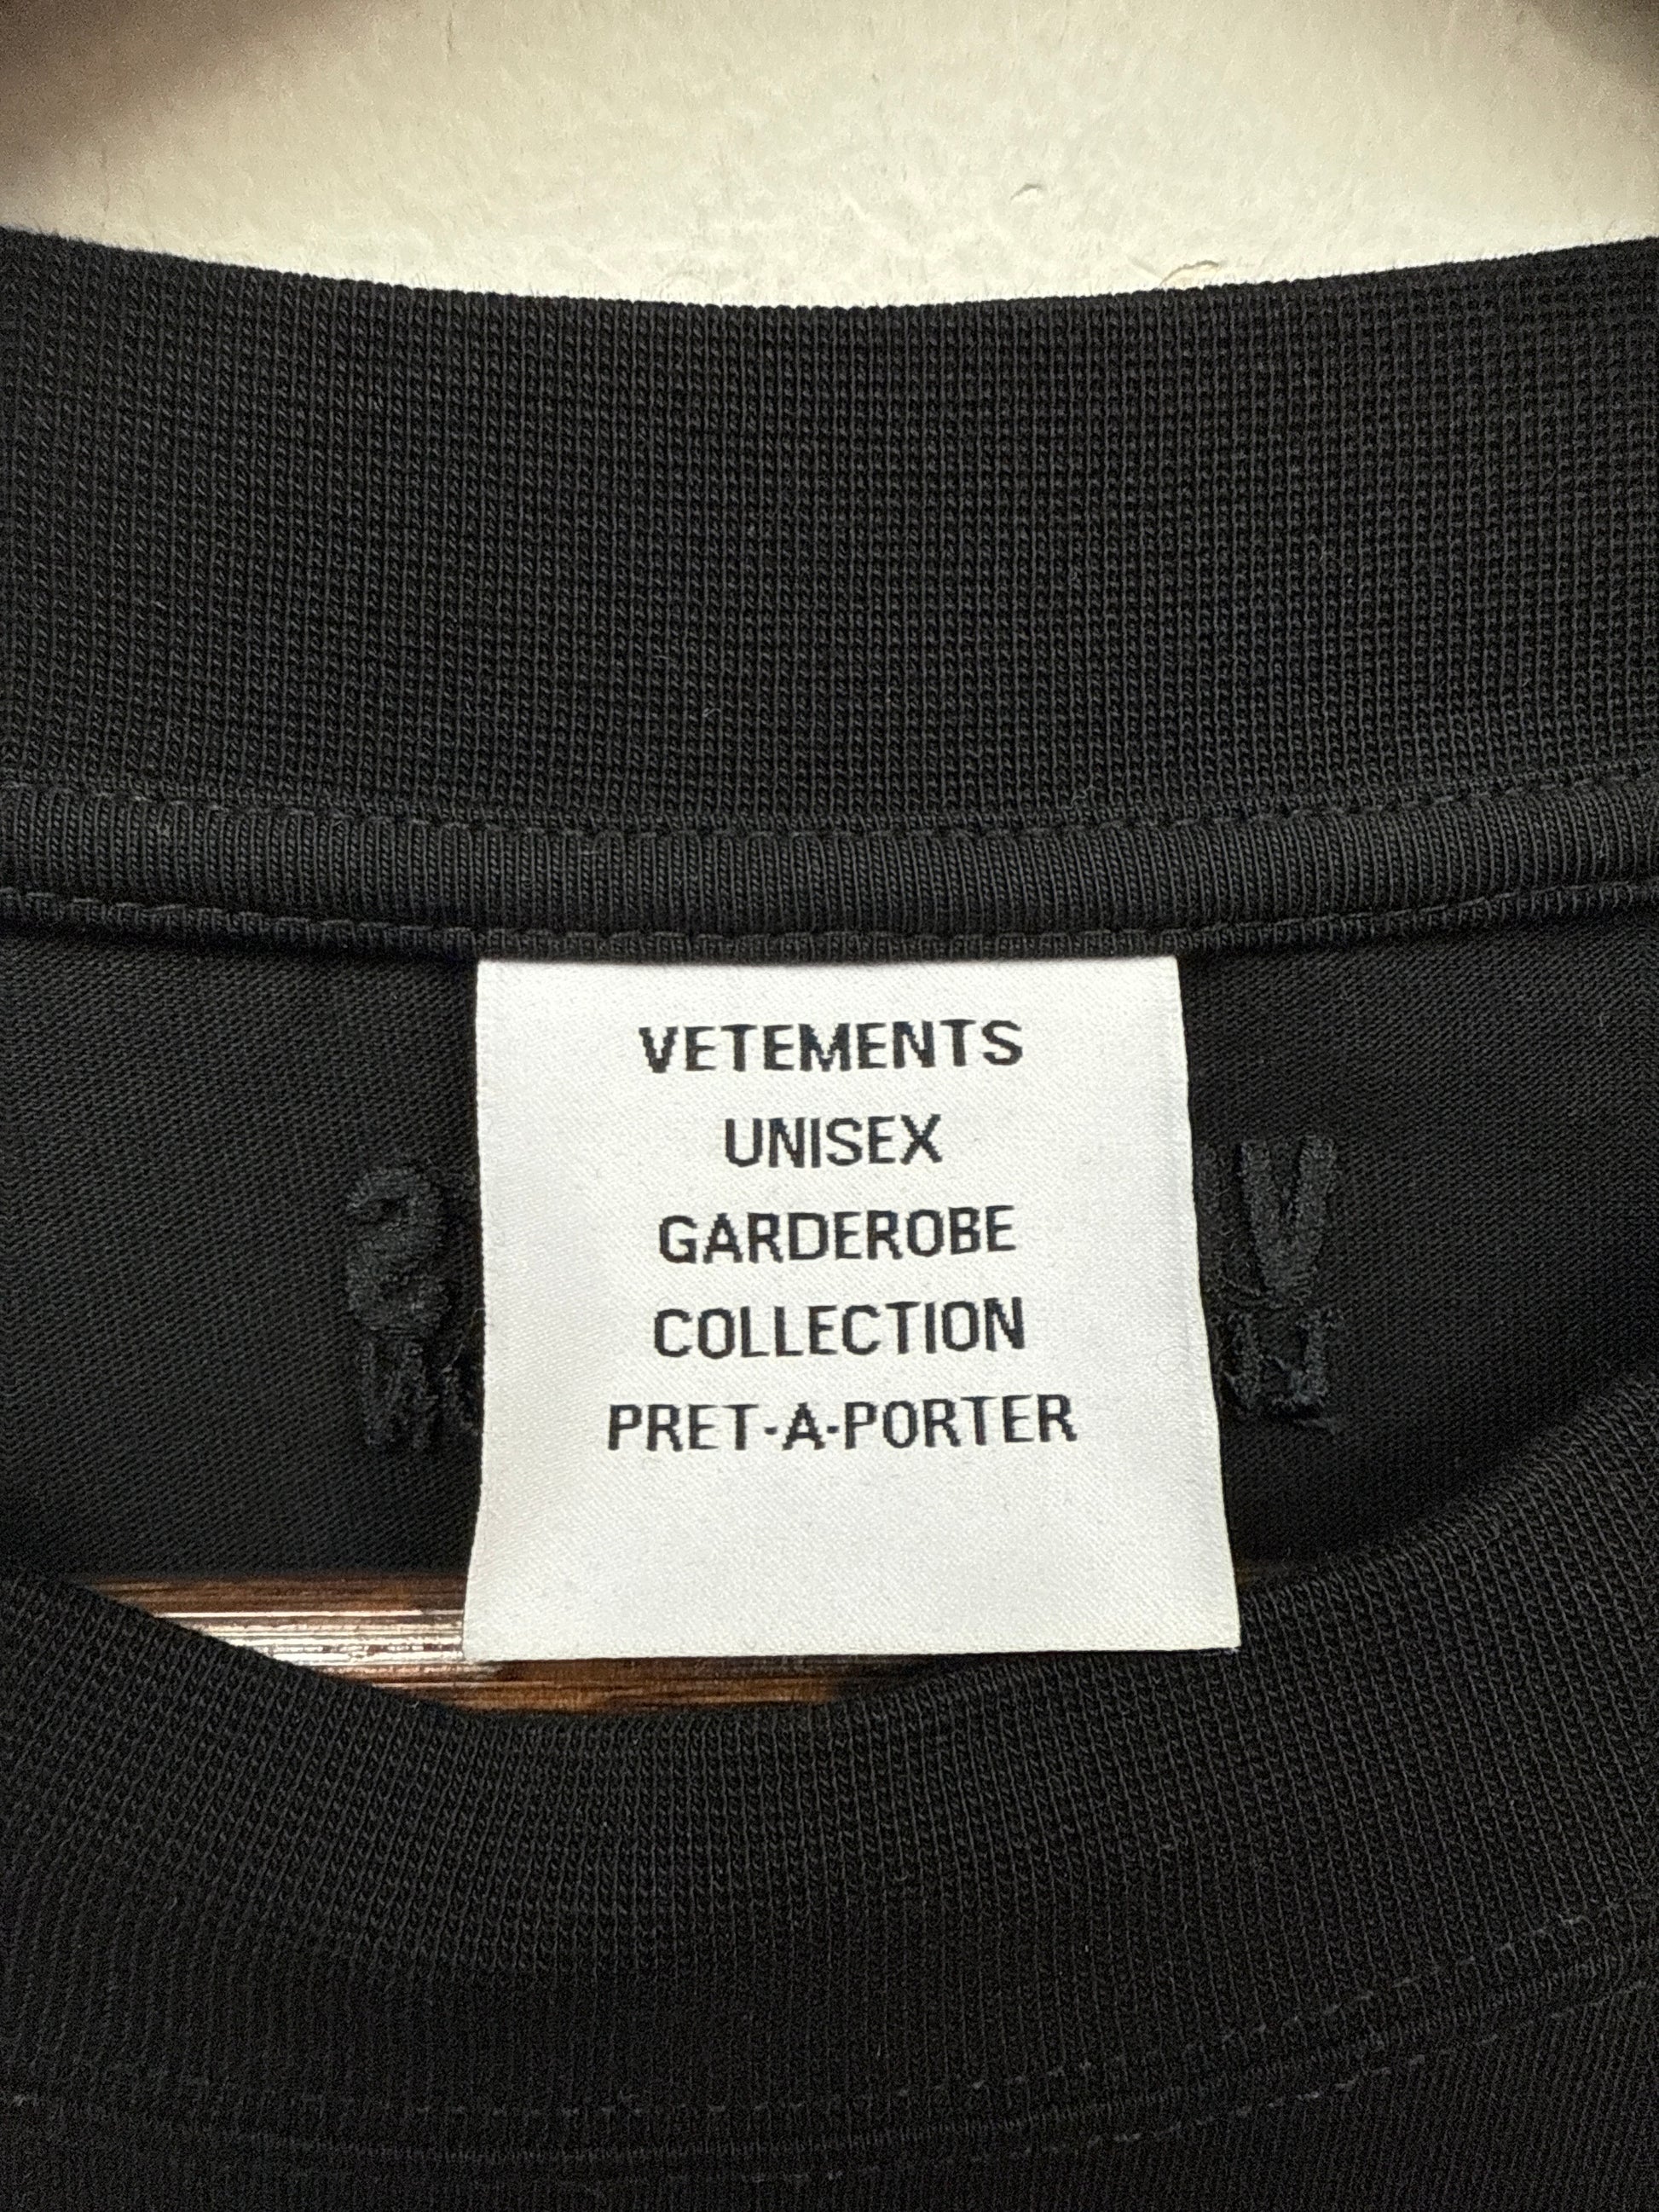 VETEMENTS
UNISEX
GARDEROBE
COLLECTION
PRET-A-PORTER